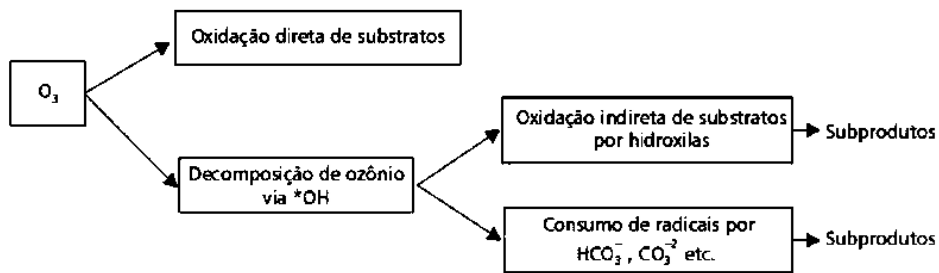 Oxidação direta de substratos
O₃
Oxidação indireta de substratos
por hidroxilas
Subprodutos
Decomposição de ozônio
via *OH
Consumo de radicais por
HCO₃⁻, CO₃⁻² etc.
Subprodutos